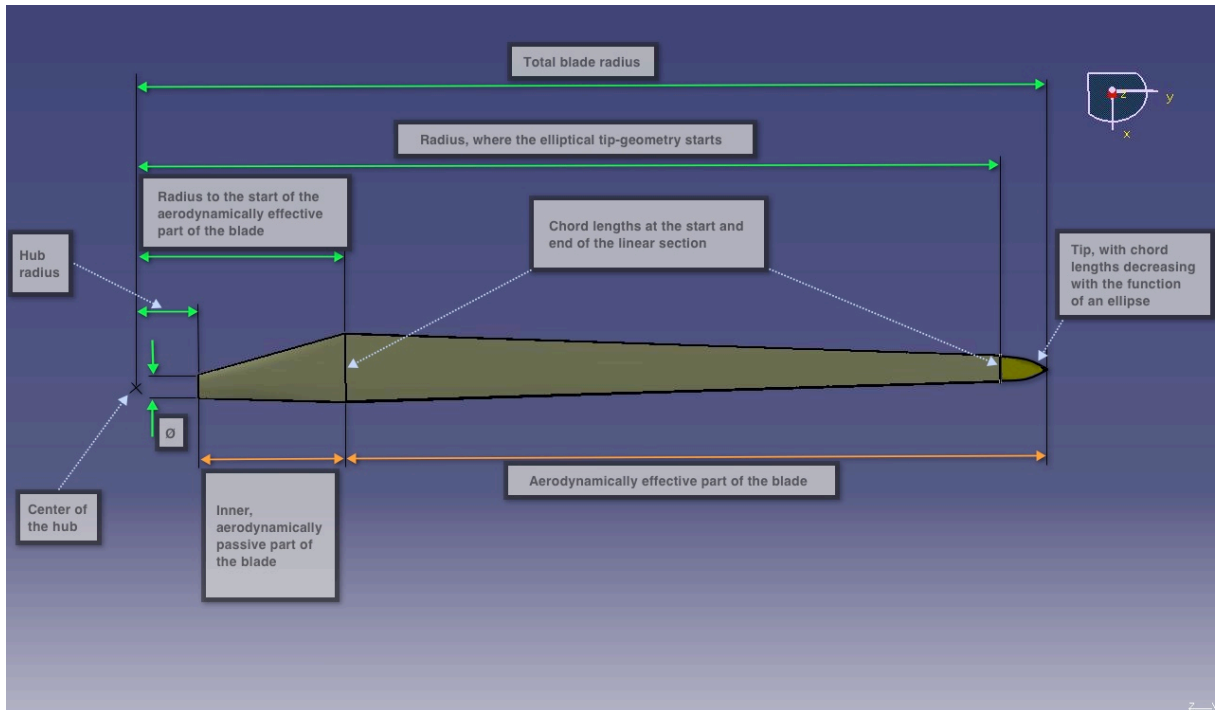 Total blade radius
Radius, where the elliptical tip-geometry starts
Radius to the start of the
aerodynamically effective
part of the blade
Chord lengths at the start and
end of the linear section
Hub
radius
Tip, with chord
lengths decreasing
with the function
of an ellipse
z
y
x
Ø
Center of
the hub
Inner,
aerodynamically
passive part of
the blade
Aerodynamically effective part of the blade
z